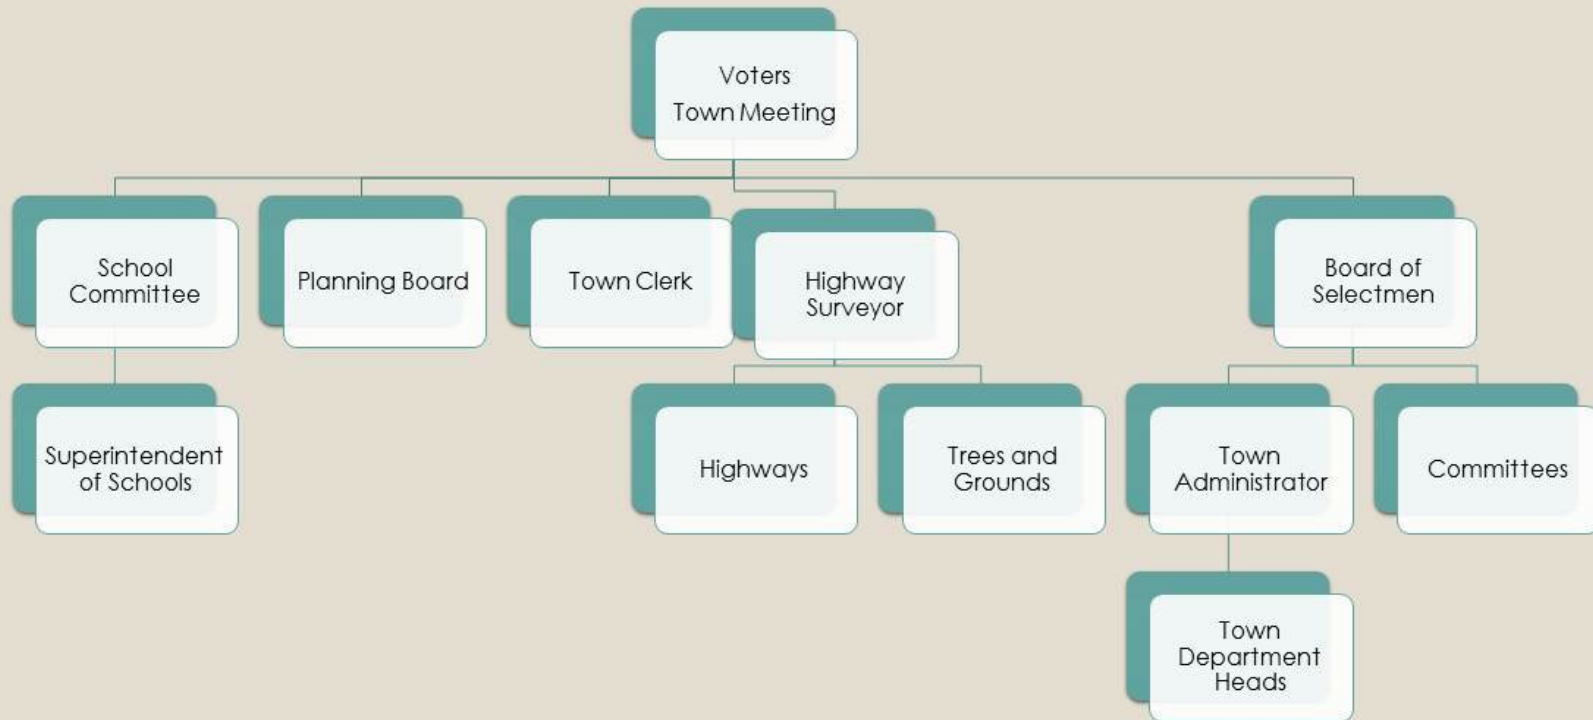 Voters
Town Meeting
School
Committee
Planning Board
Town Clerk
Highway
Surveyor
Board of
Selectmen
Superintendent
of Schools
Highways
Trees and
Grounds
Town
Administrator
Committees
Town
Department
Heads